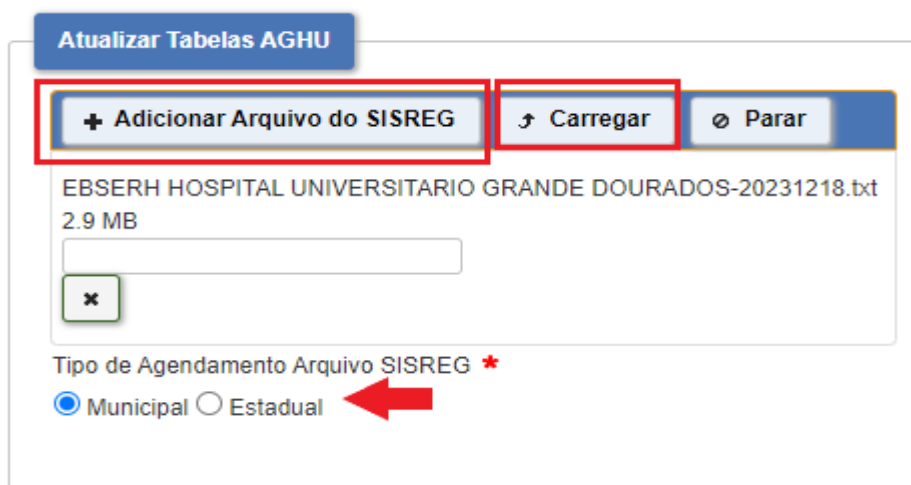 Atualizar Tabelas AGHU
Adicionar Arquivo do SISREG Carregar Parar
EBSERH HOSPITAL UNIVERSITARIO GRANDE DOURADOS-20231218.txt
2.9 MB
Tipo de Agendamento Arquivo SISREG *
Municipal Estadual